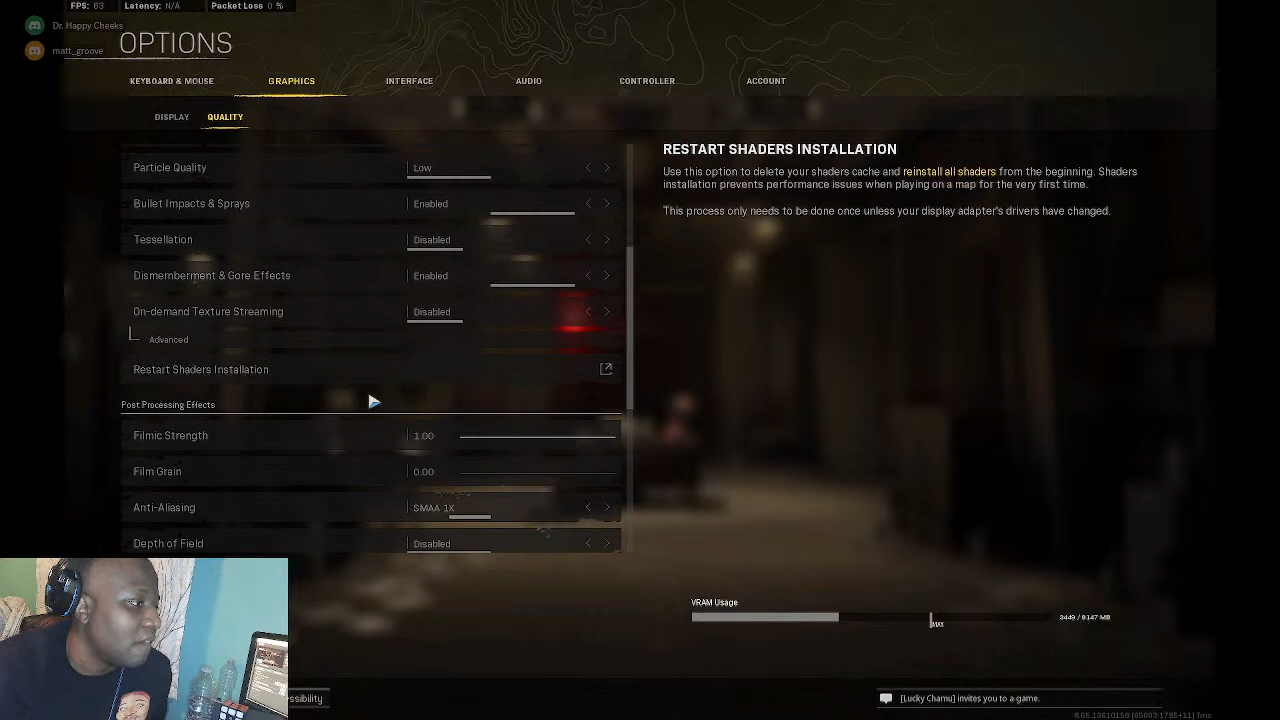 FPS: 63 Latency: N/A Packet Loss 0 %
Dr. Happy Cheeks
matt_groove
OPTIONS
KEYBOARD & MOUSE GRAPHICS INTERFACE AUDIO CONTROLLER ACCOUNT
DISPLAY QUALITY
Particle Quality Low
Bullet Impacts & Sprays Enabled
Tessellation Disabled
Dismemberment & Gore Effects Enabled
On-demand Texture Streaming Disabled
Advanced
Restart Shaders Installation
Post Processing Effects
Filmic Strength 1.00
Film Grain 0.00
Anti-Aliasing SMAA 1X
Depth of Field Disabled
RESTART SHADERS INSTALLATION
Use this option to delete your shaders cache and reinstall all shaders from the beginning. Shaders
installation prevents performance issues when playing on a map for the very first time.
This process only needs to be done once unless your display adapter's drivers have changed.
VRAM Usage
MAX
3449 / 8147 MB
ssibility
[Lucky Chamu] invites you to a game.